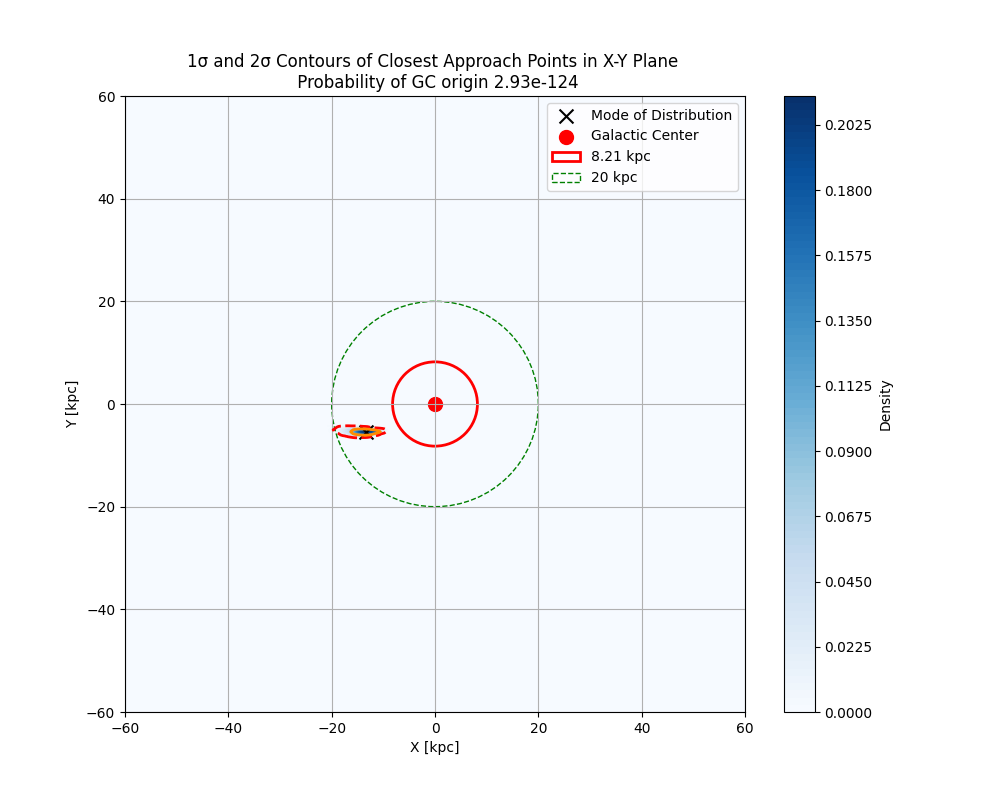 1σ and 2σ Contours of Closest Approach Points in X-Y Plane
Probability of GC origin 2.93e-124
Mode of Distribution
Galactic Center
8.21 kpc
20 kpc
60
40
20
0
−20
−40
−60
Y [kpc]
−60
−40
−20
0
20
40
60
X [kpc]
0.2025
0.1800
0.1575
0.1350
0.1125
0.0900
0.0675
0.0450
0.0225
0.0000
Density